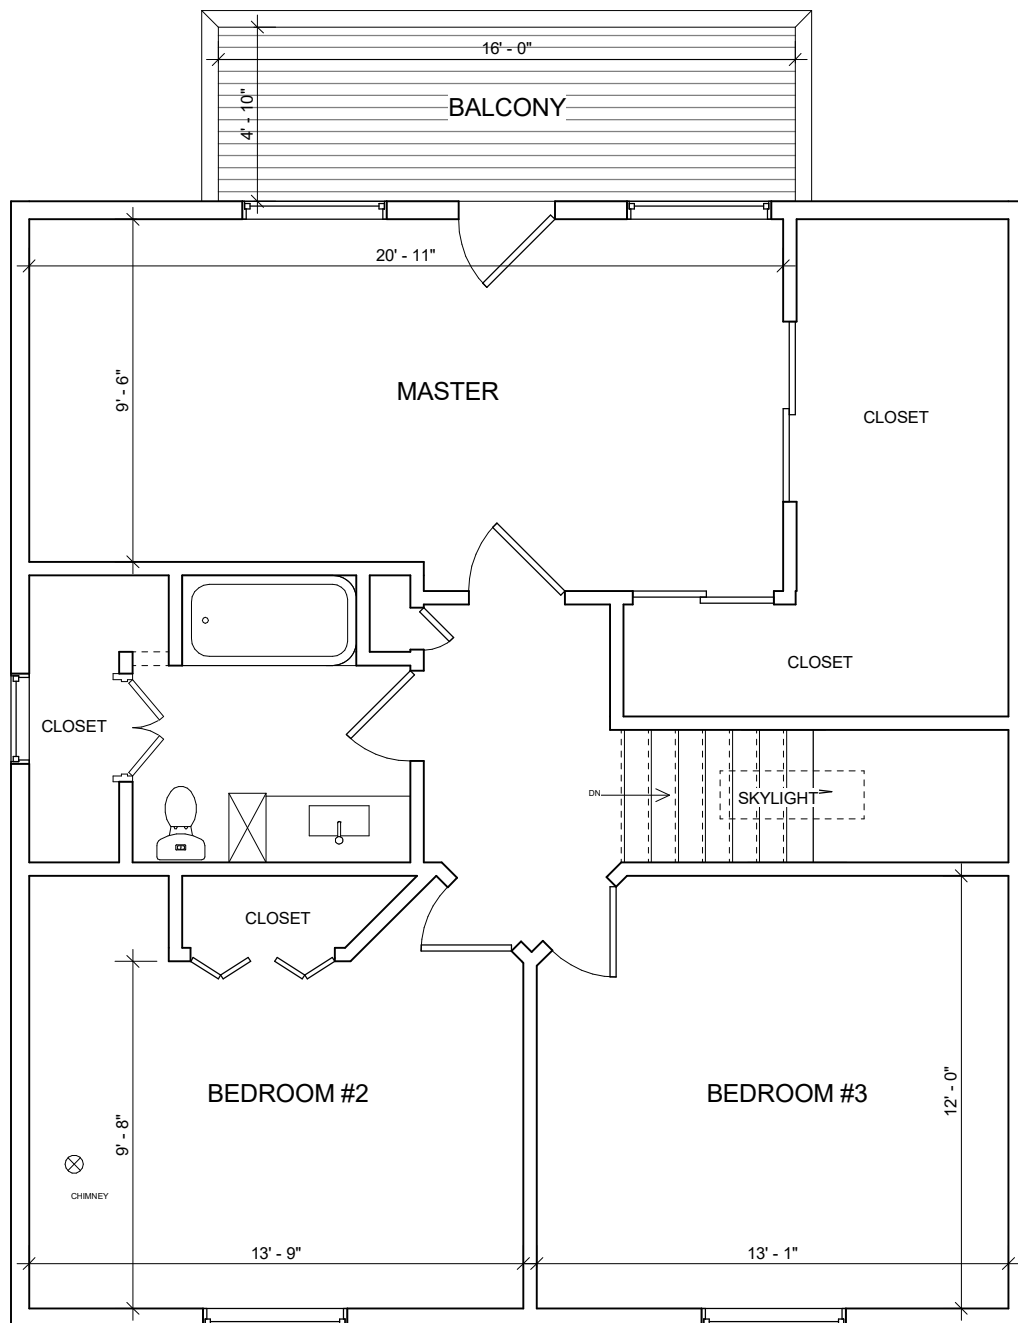 16' - 0"
4' - 10"
BALCONY
20' - 11"
9' - 6"
MASTER
CLOSET
CLOSET
CLOSET
DN
SKYLIGHT
CLOSET
BEDROOM #2
BEDROOM #3
12' - 0"
9' - 8"
CHIMNEY
13' - 9"
13' - 1"